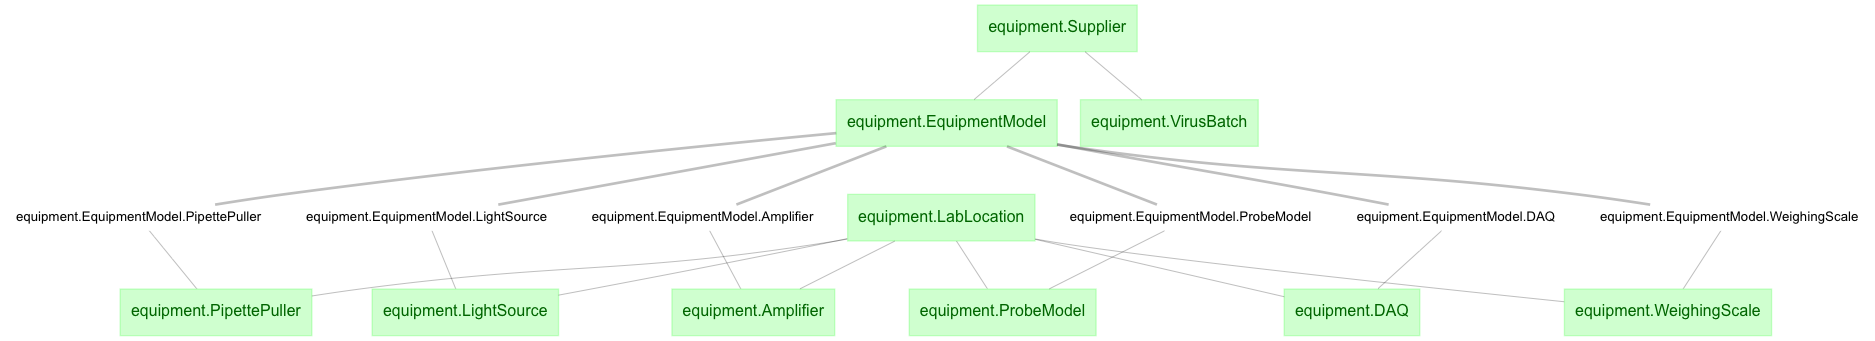 equipment.Supplier
equipment.EquipmentModel
equipment.VirusBatch
equipment.EquipmentModel.PipettePuller
equipment.EquipmentModel.LightSource
equipment.EquipmentModel.Amplifier
equipment.LabLocation
equipment.EquipmentModel.ProbeModel
equipment.EquipmentModel.DAQ
equipment.EquipmentModel.WeighingScale
equipment.PipettePuller
equipment.LightSource
equipment.Amplifier
equipment.ProbeModel
equipment.DAQ
equipment.WeighingScale